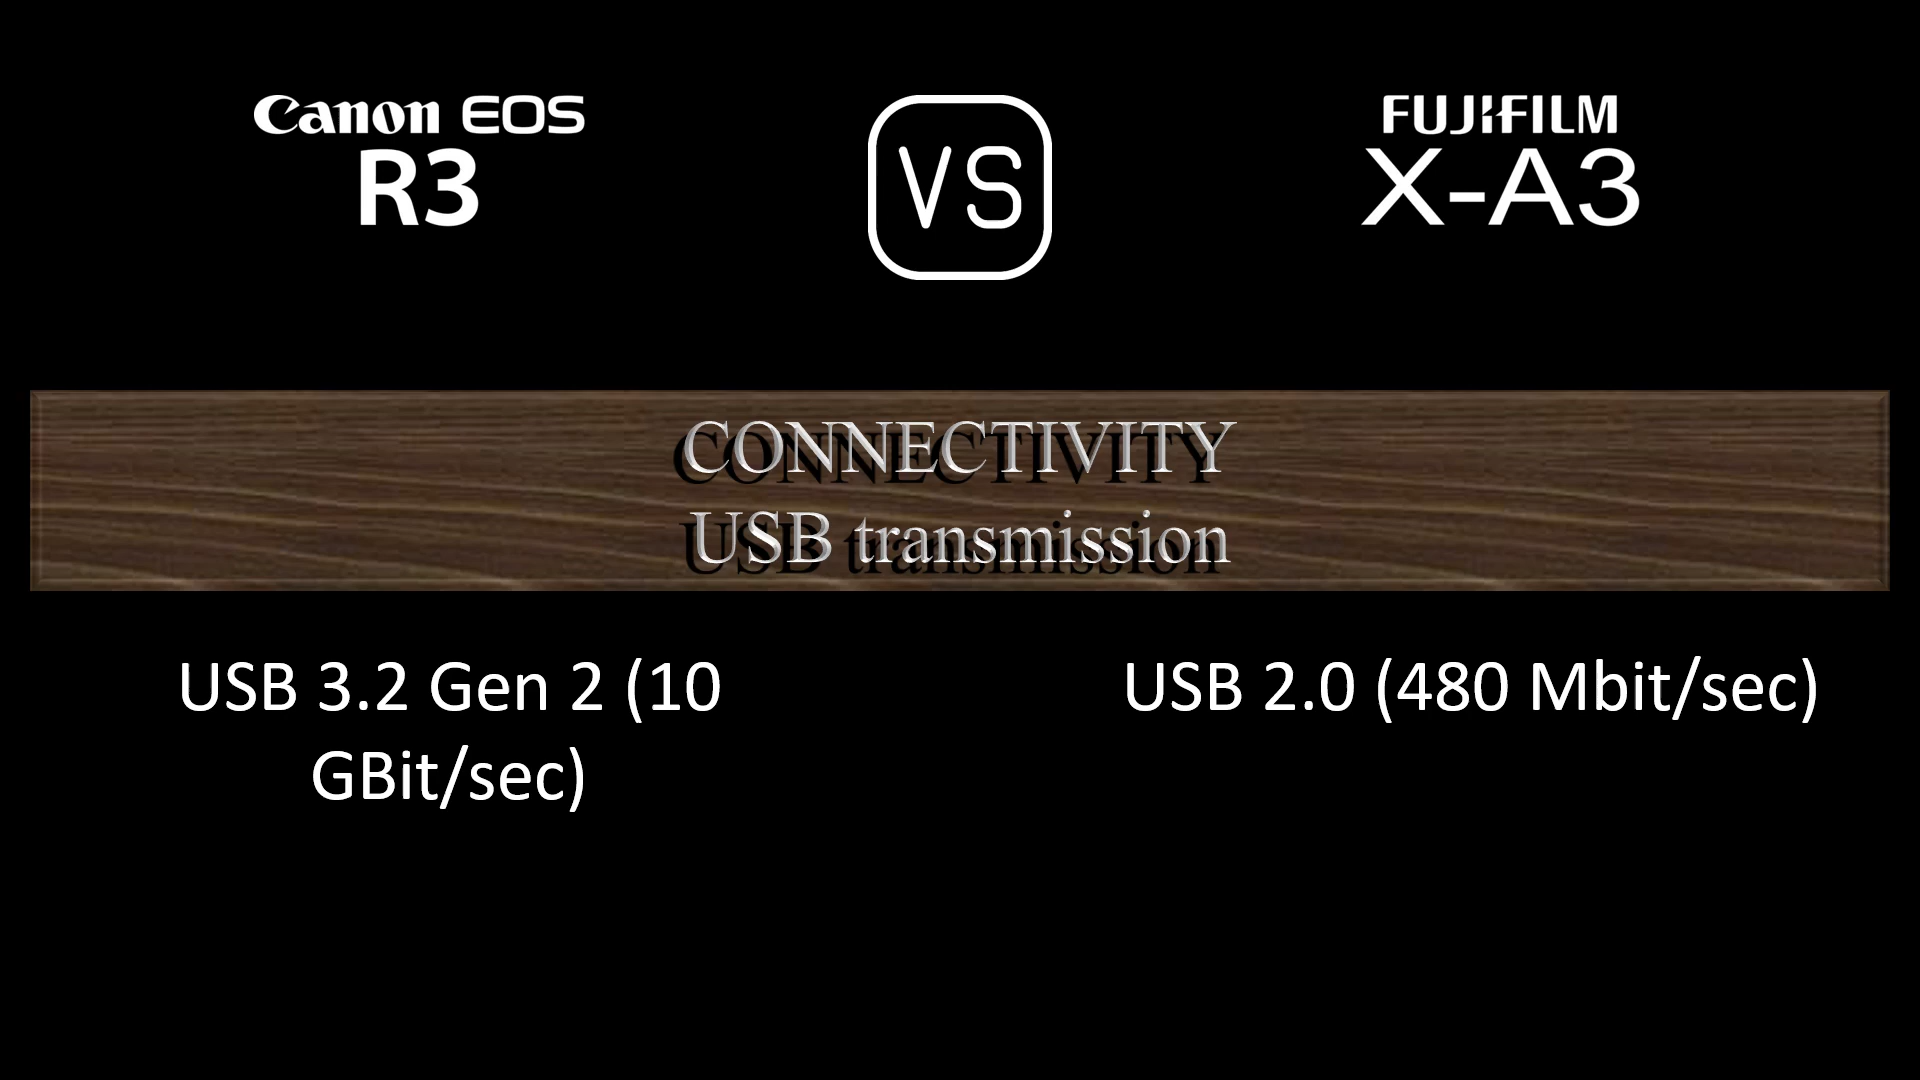 Canon EOS
R3
VS
FUJIFILM
X-A3
CONNECTIVITY
USB transmission
USB 3.2 Gen 2 (10
GBit/sec)
USB 2.0 (480 Mbit/sec)